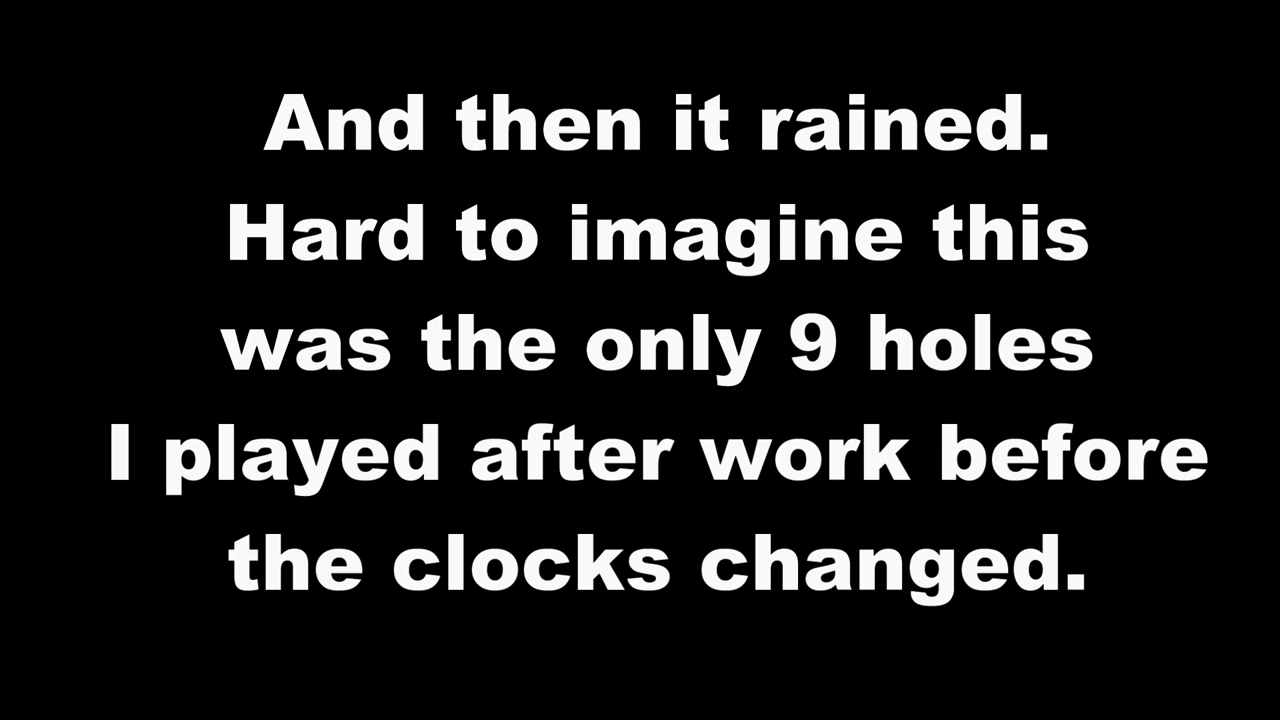 And then it rained.
Hard to imagine this
was the only 9 holes
I played after work before
the clocks changed.